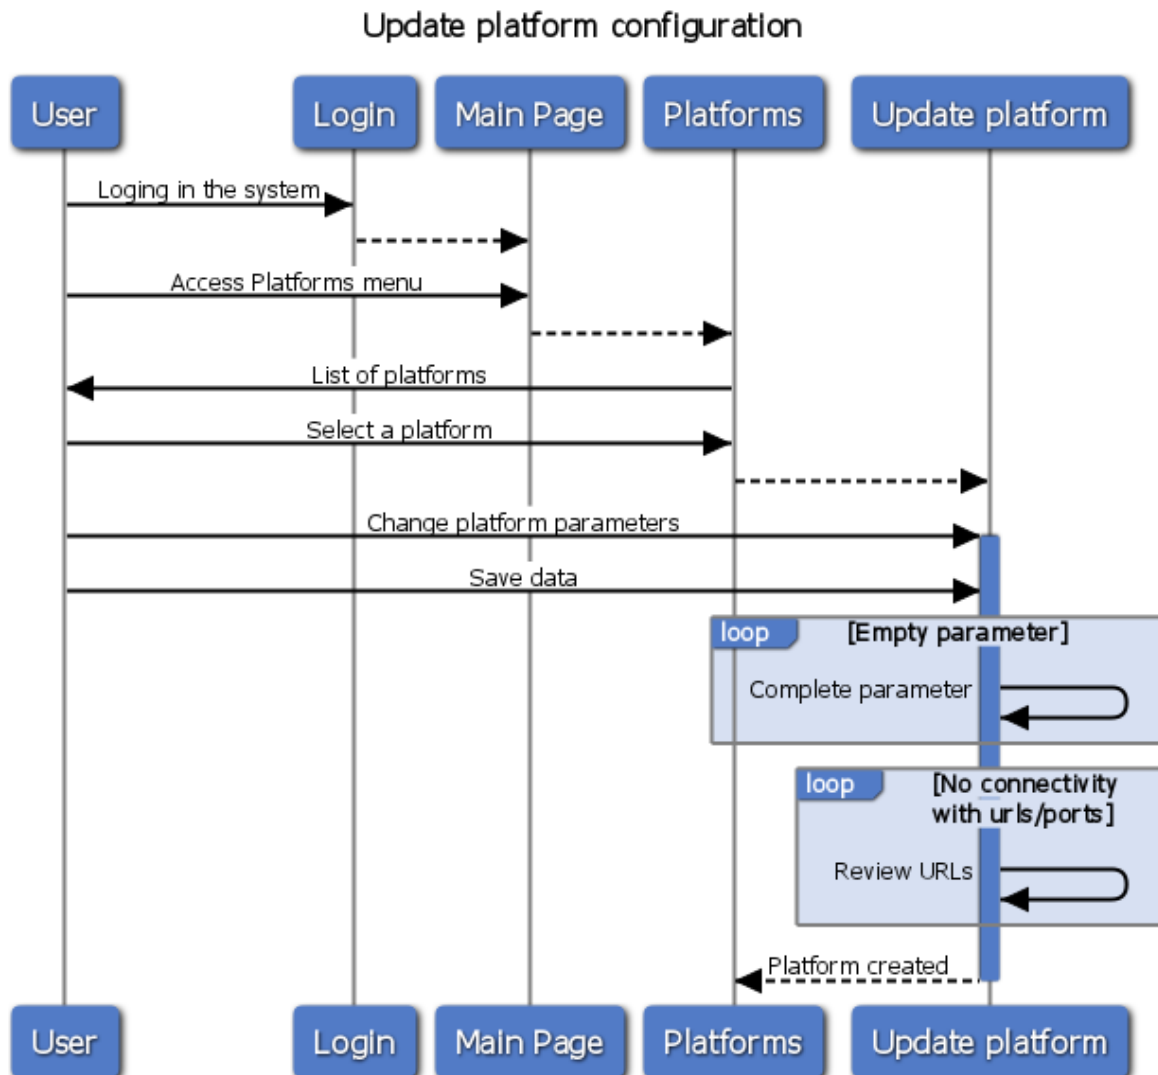 Update platform configuration
User
Login
Main Page
Platforms
Update platform
Loging in the system
Access Platforms menu
List of platforms
Select a platform
Change platform parameters
Save data
loop
[Empty parameter]
Complete parameter
loop
[No connectivity
with urls/ports]
Review URLs
Platform created
User
Login
Main Page
Platforms
Update platform